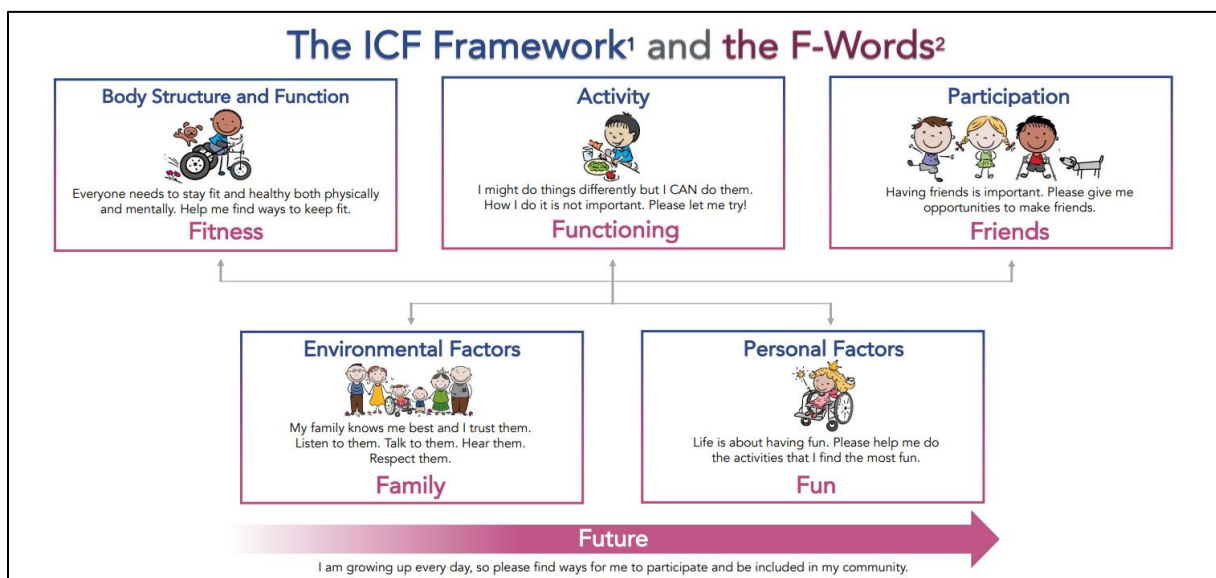 The ICF Framework¹ and the F-Words²
Body Structure and Function
Everyone needs to stay fit and healthy both physically
and mentally. Help me find ways to keep fit.
Fitness
Activity
I might do things differently but I CAN do them.
How I do it is not important. Please let me try!
Functioning
Participation
Having friends is important. Please give me
opportunities to make friends.
Friends
Environmental Factors
My family knows me best and I trust them.
Listen to them. Talk to them. Hear them.
Respect them.
Family
Personal Factors
Life is about having fun. Please help me do
the activities that I find the most fun.
Fun
Future
I am growing up every day, so please find ways for me to participate and be included in my community.